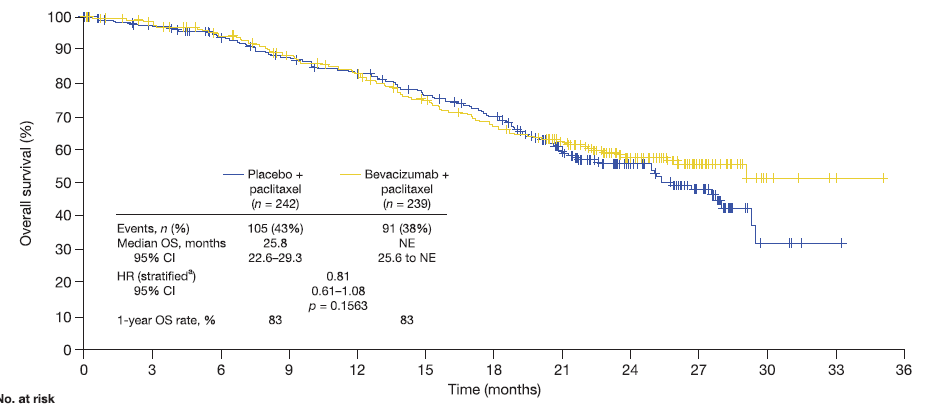 100
90
80
70
60
50
40
30
20
10
0
Overall survival (%)
Placebo + paclitaxel (n = 242)
Bevacizumab + paclitaxel (n = 239)
Events, n (%) 105 (43%) 91 (38%)
Median OS, months 25.8 NE
95% CI 22.6–29.3 25.6 to NE
HR (stratifiedᵃ) 0.81
95% CI 0.61–1.08
p = 0.1563
1-year OS rate, % 83 83
0 3 6 9 12 15 18 21 24 27 30 33 36
Time (months)
No. at risk